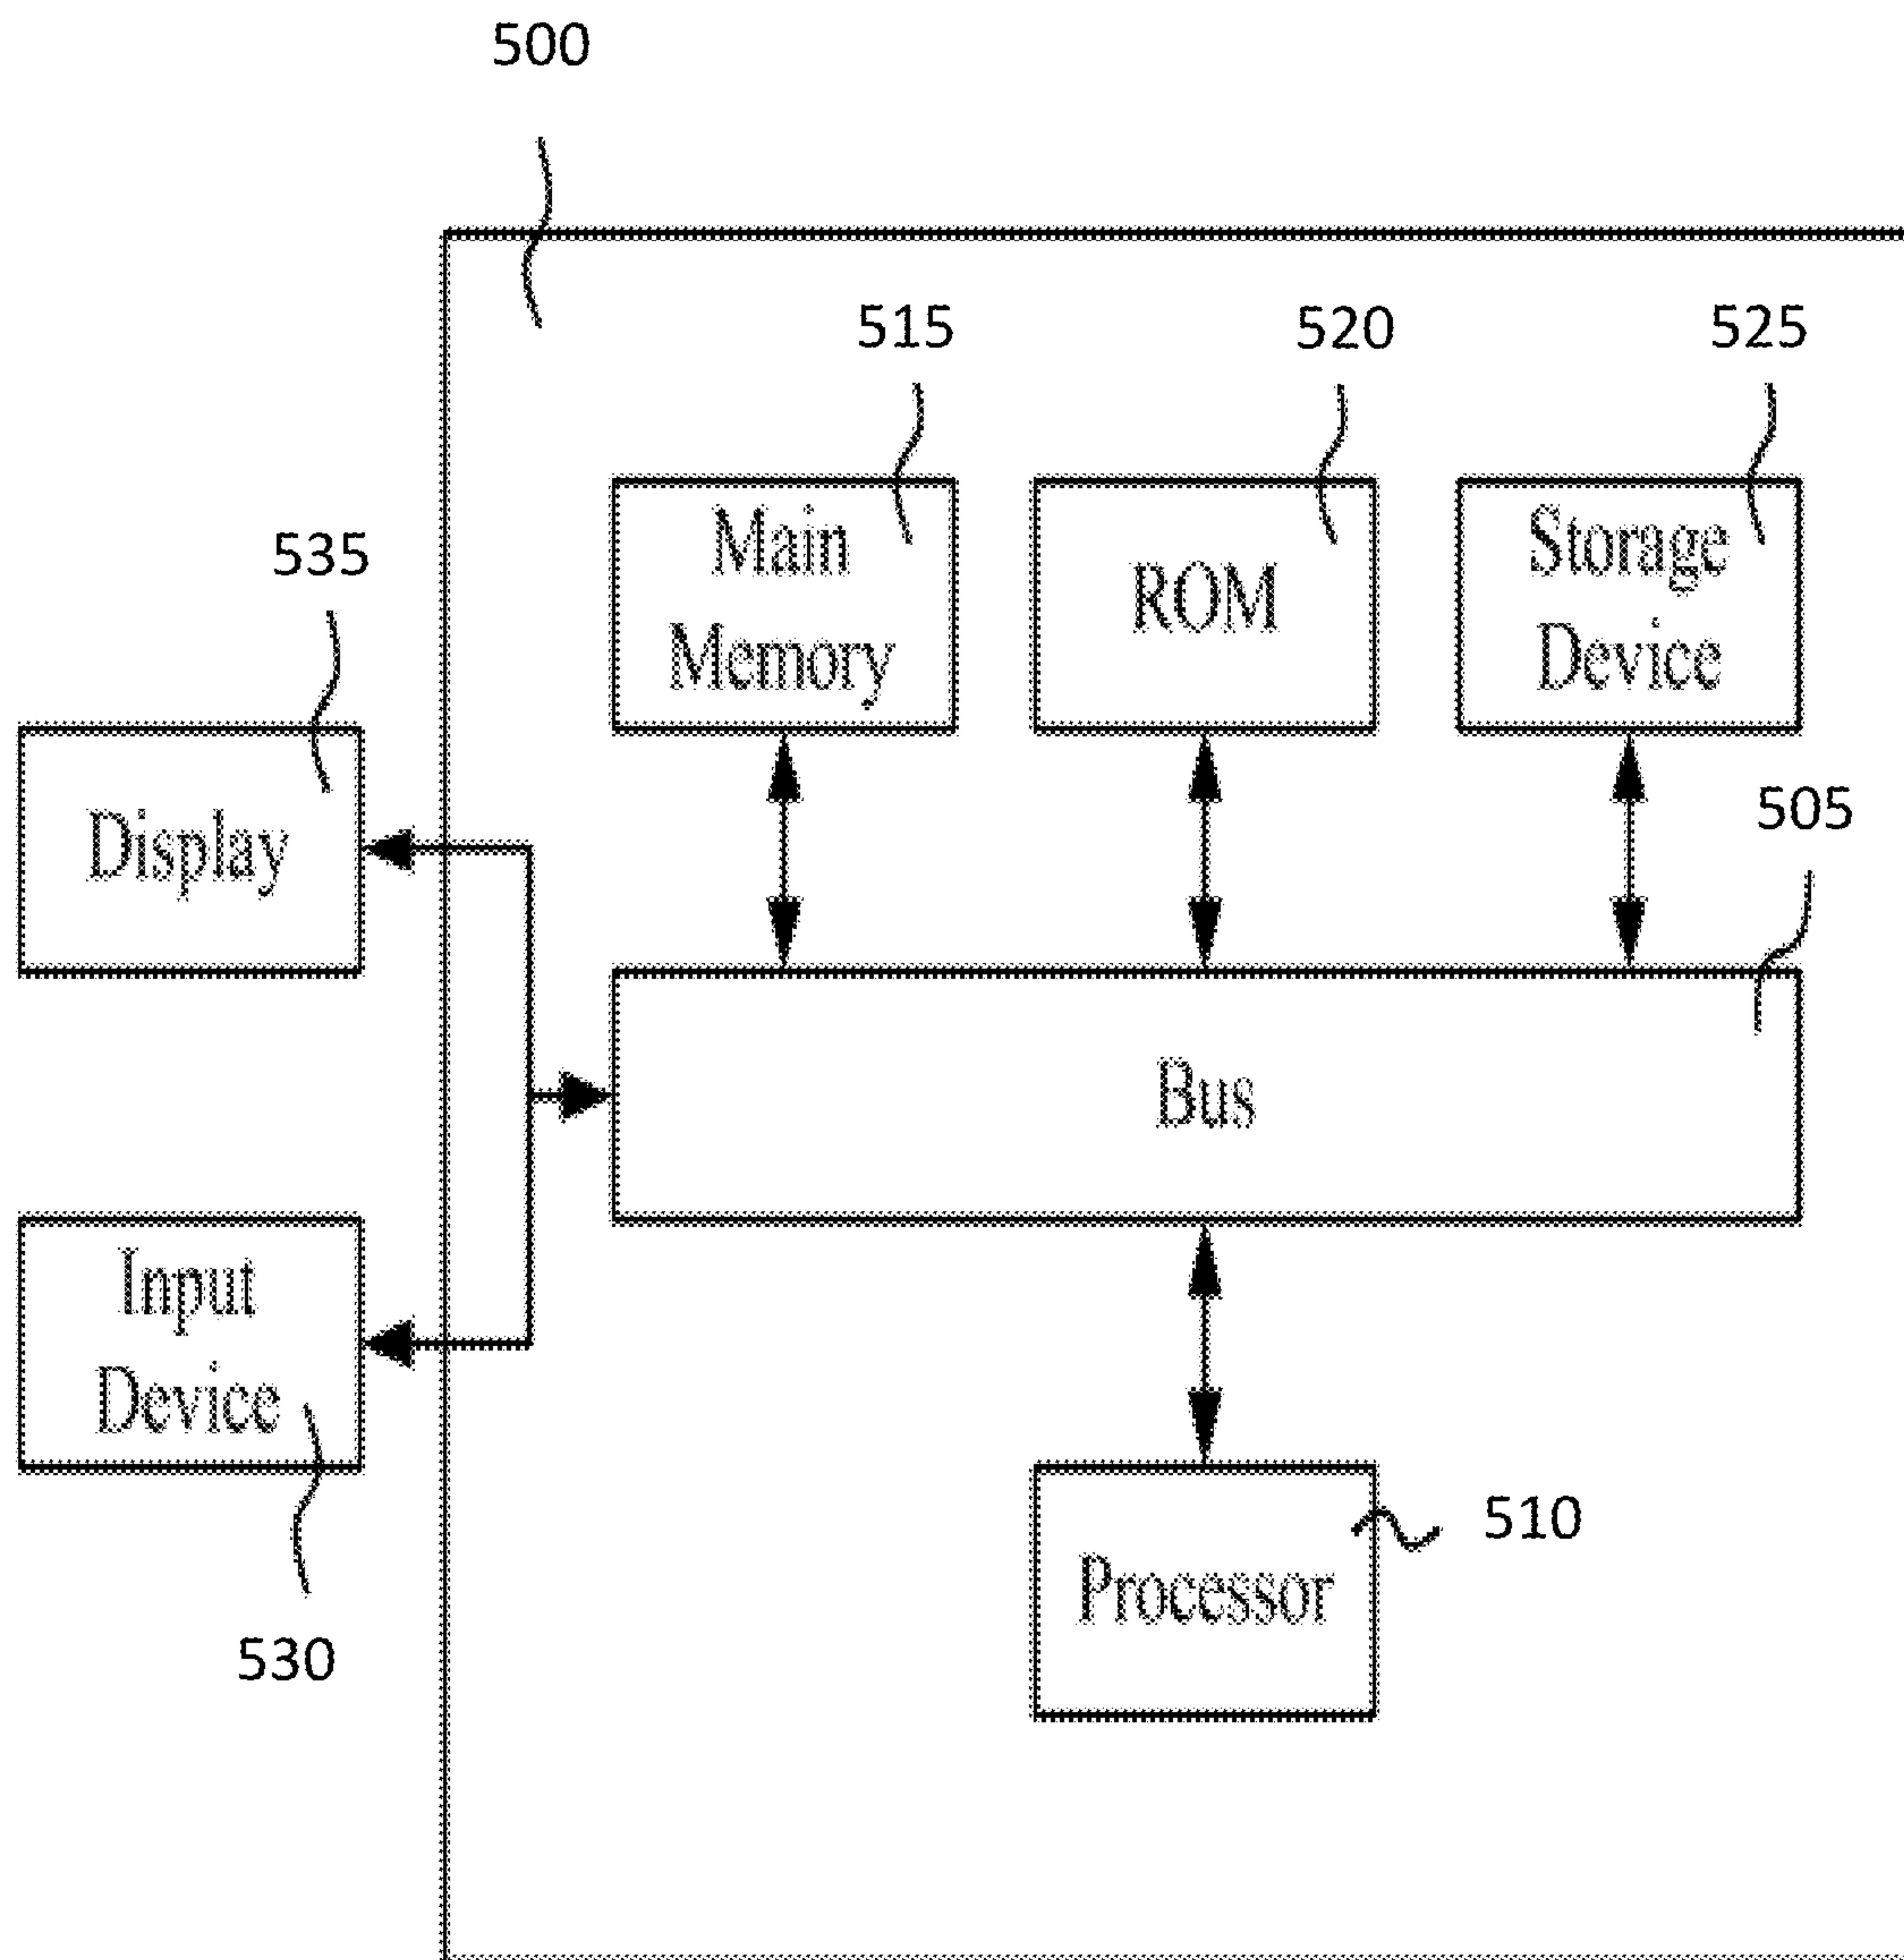 500
515
520
525
Main
Memory
ROM
Storage
Device
535
Display
505
Bus
Input
Device
530
510
Processor